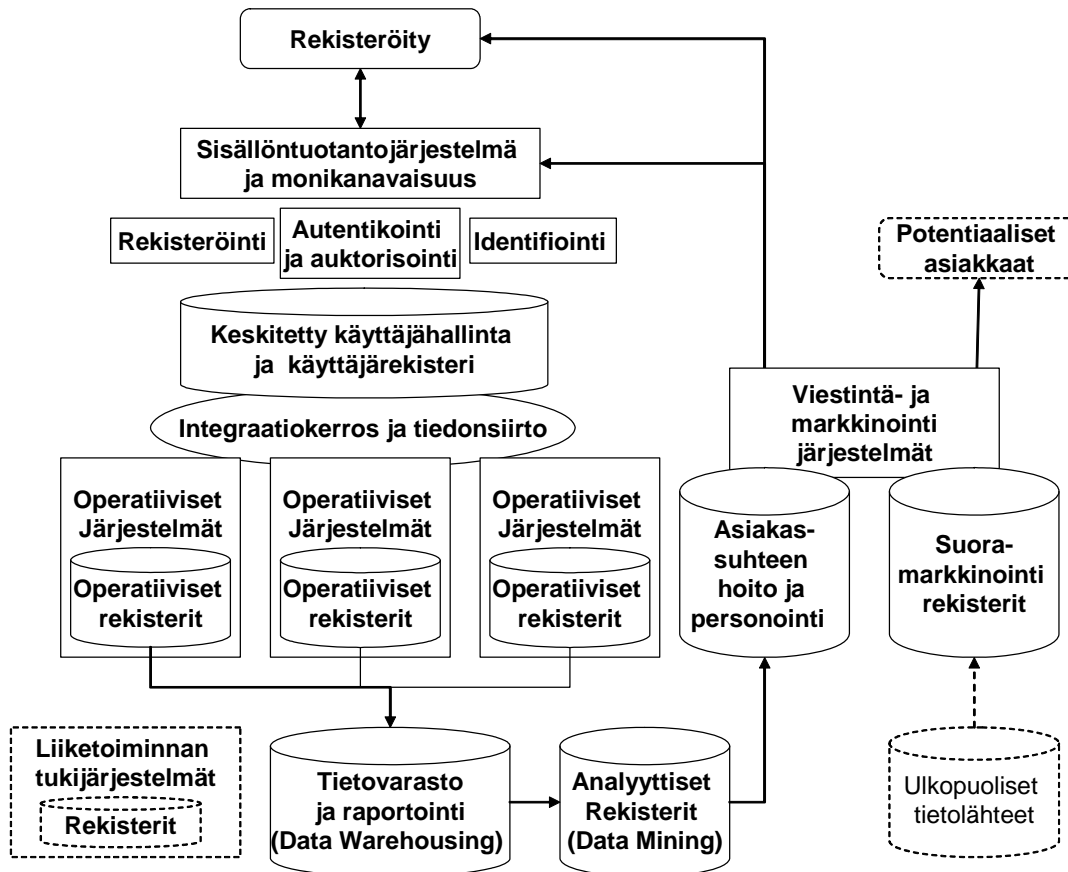 Rekisteröity
Sisällöntuotantojärjestelmä
ja monikanavaisuus
Rekisteröinti
Autentikointi
ja auktorisointi
Identifiointi
Potentiaaliset
asiakkaat
Keskitetty käyttäjähallinta
ja käyttäjärekisteri
Integraatiokerros ja tiedonsiirto
Viestintä- ja
markkinointi
järjestelmät
Operatiiviset
Järjestelmät
Operatiiviset
rekisterit
Operatiiviset
Järjestelmät
Operatiiviset
rekisterit
Operatiiviset
Järjestelmät
Operatiiviset
rekisterit
Asiakas-
suhteen
hoito ja
personointi
Suora-
markkinointi
rekisterit
Liiketoiminnan
tukijärjestelmät
Rekisterit
Tietovarasto
ja raportointi
(Data Warehousing)
Analyyttiset
Rekisterit
(Data Mining)
Ulkopuoliset
tietolähteet